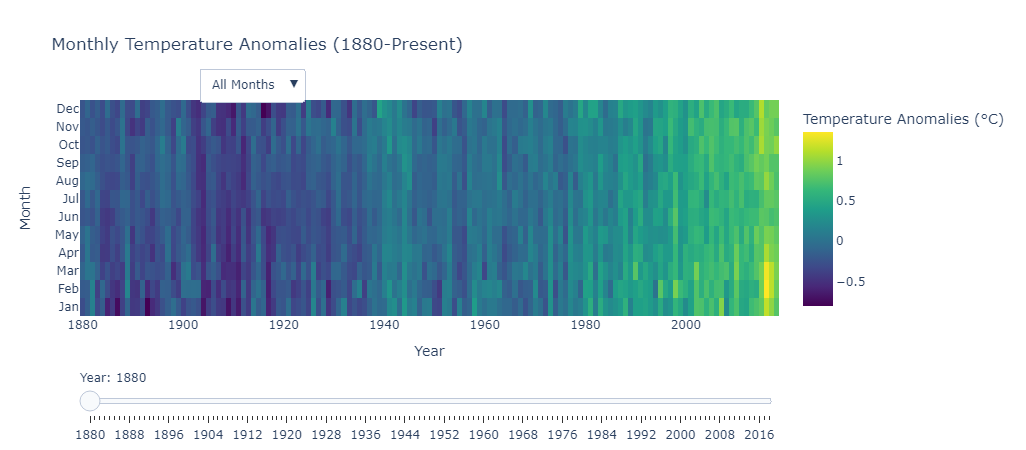 Monthly Temperature Anomalies (1880-Present)
All Months ▼
Temperature Anomalies (°C)
Dec
Nov
Oct
Sep
Aug
Jul
Jun
May
Apr
Mar
Feb
Jan
Month
1
0.5
0
−0.5
1880 1900 1920 1940 1960 1980 2000
Year
Year: 1880
1880 1888 1896 1904 1912 1920 1928 1936 1944 1952 1960 1968 1976 1984 1992 2000 2008 2016